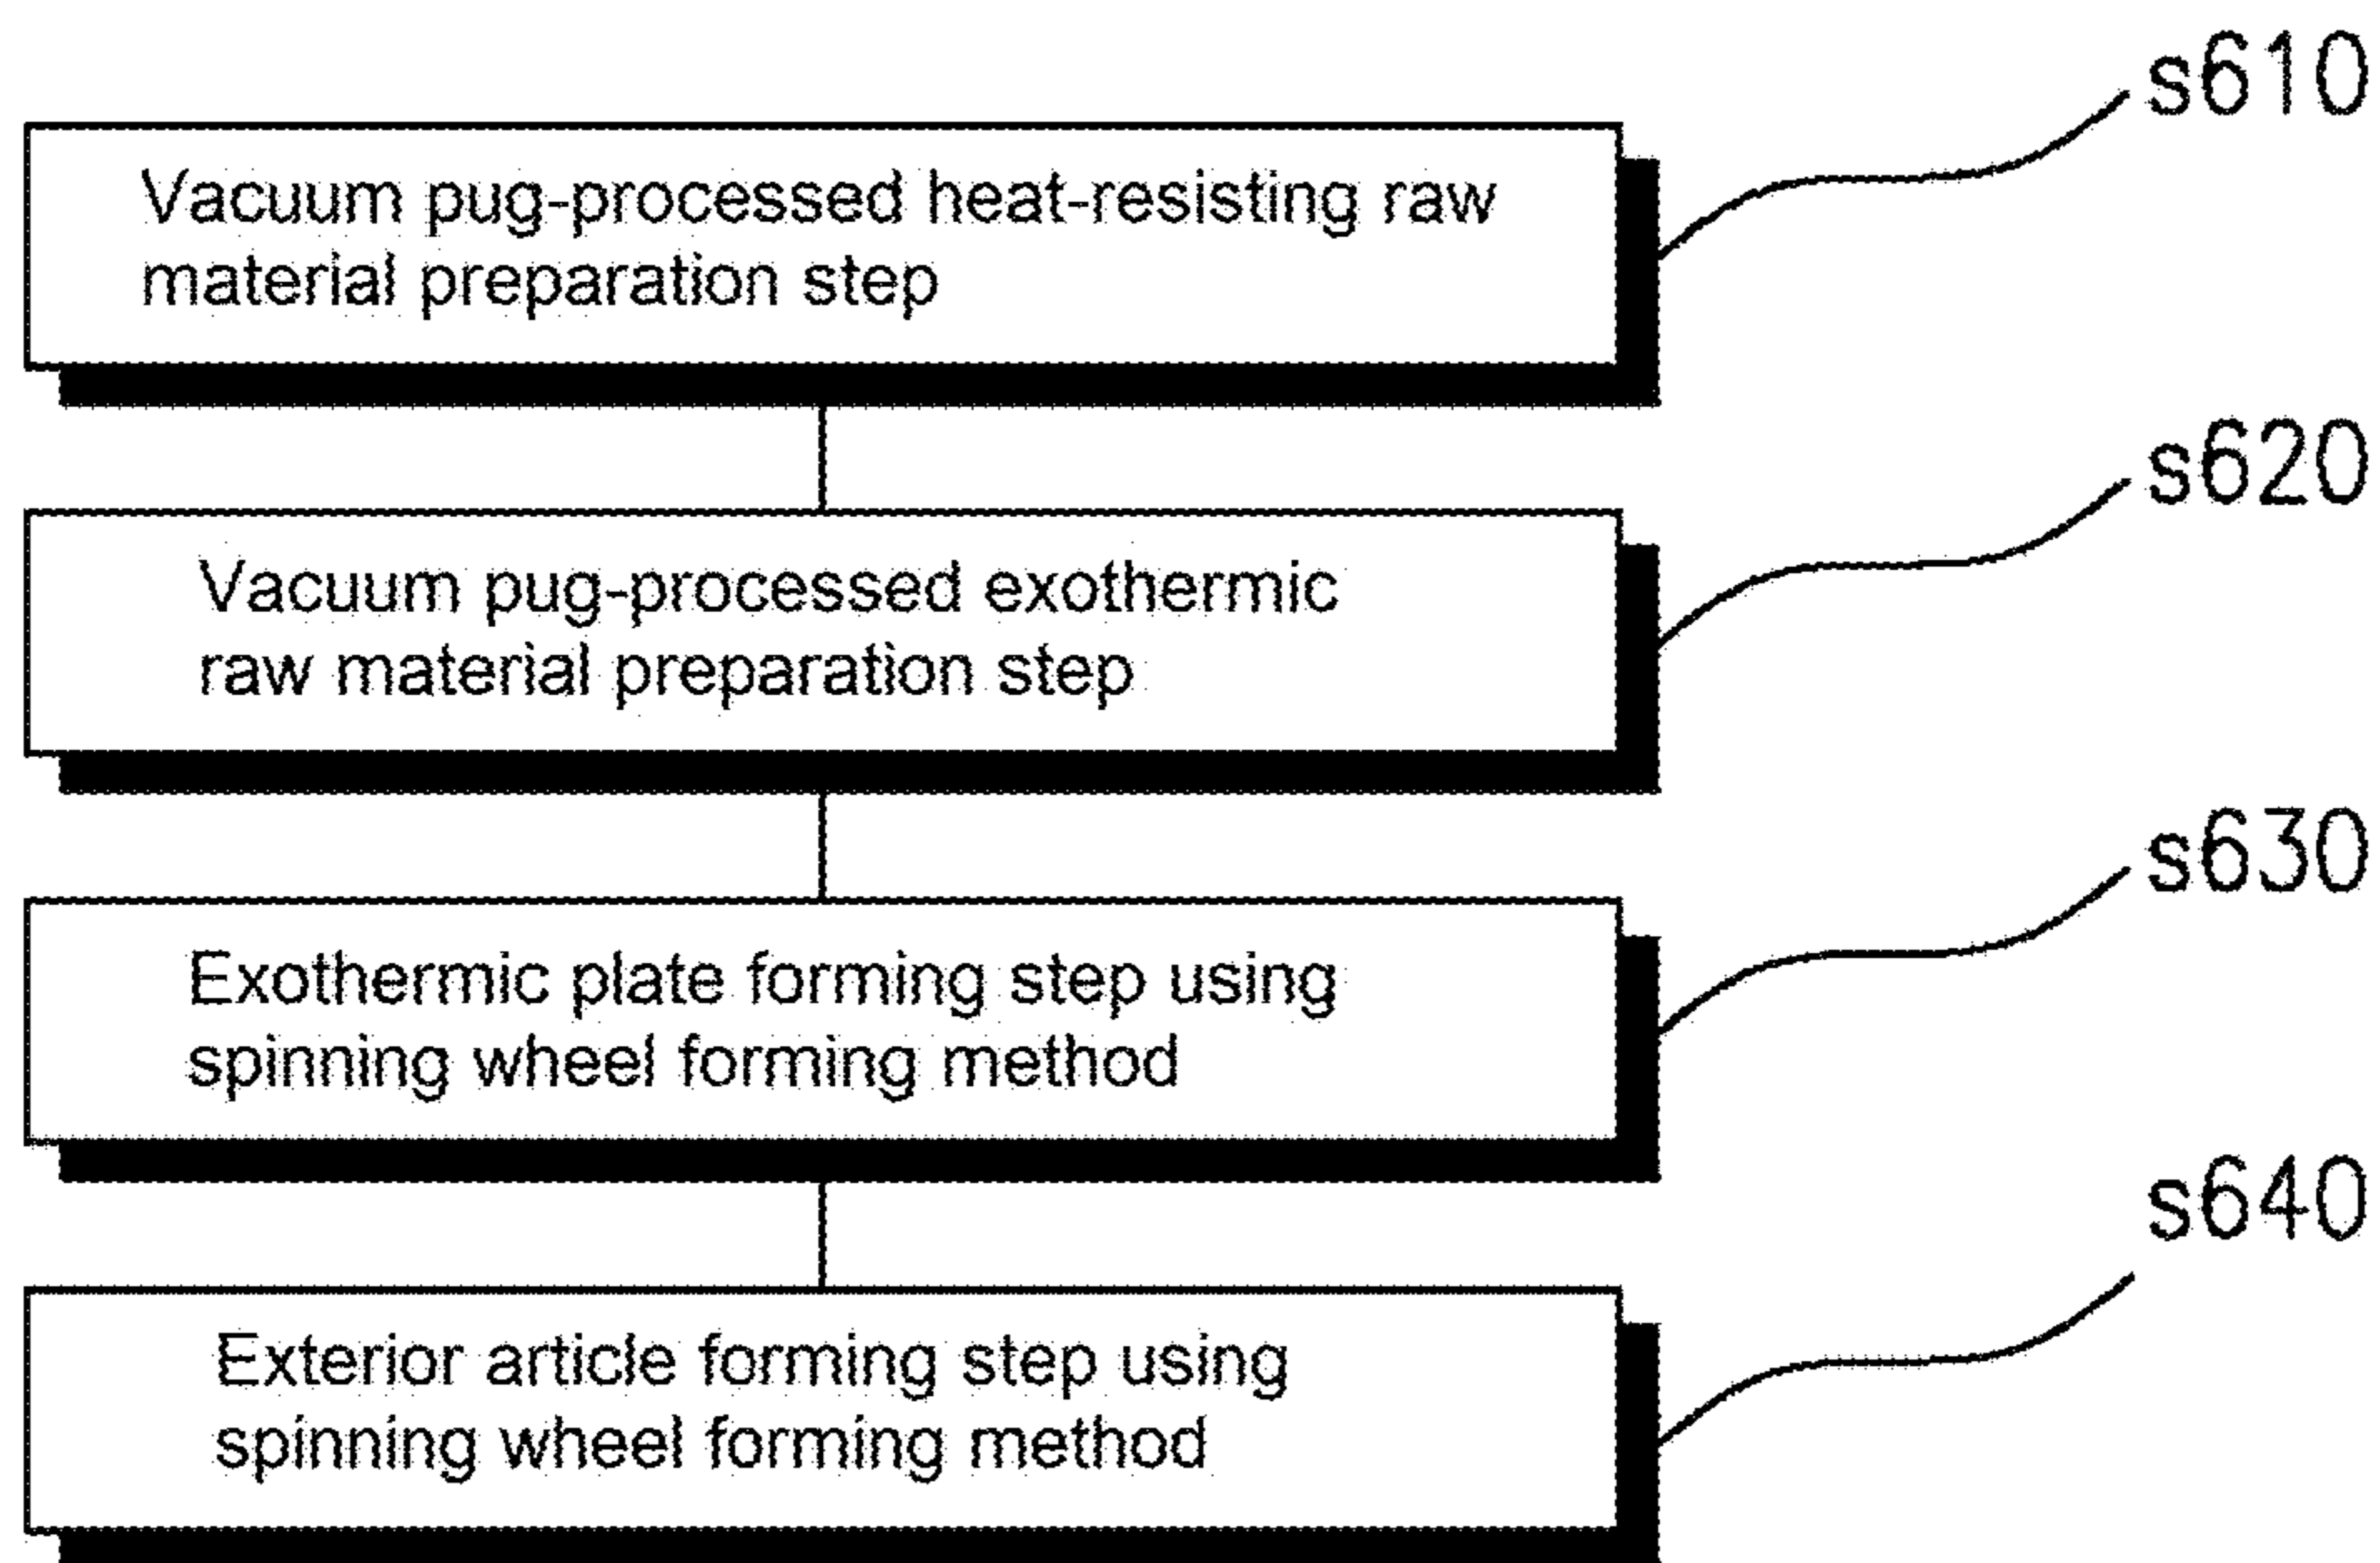 s610
Vacuum pug-processed heat-resisting raw
material preparation step
s620
Vacuum pug-processed exothermic
raw material preparation step
s630
Exothermic plate forming step using
spinning wheel forming method
s640
Exterior article forming step using
spinning wheel forming method